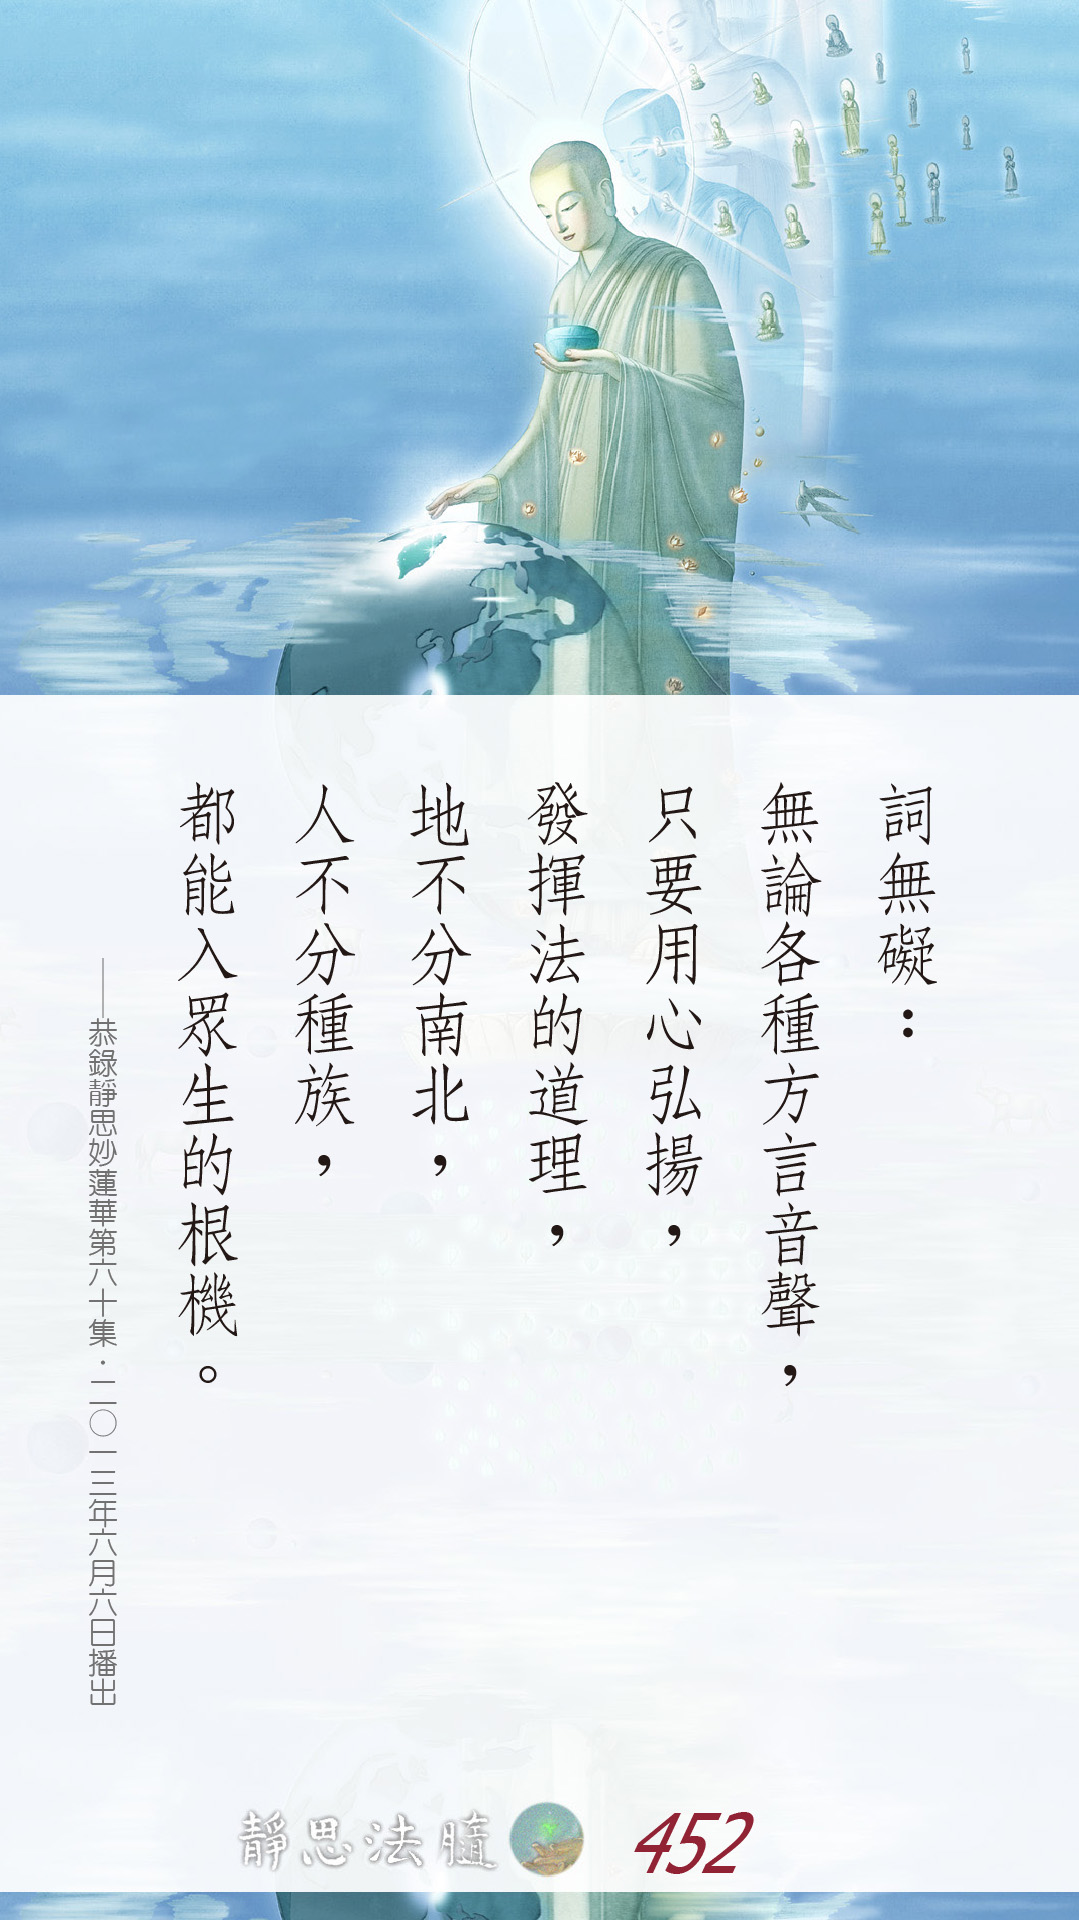 詞無礙：
無論各種方言音聲，
只要用心弘揚，
發揮法的道理，
地不分南北，
人不分種族，
都能入眾生的根機。
——恭錄靜思妙蓮華第六十集．二〇一三年六月六日播出
靜思法髓
452